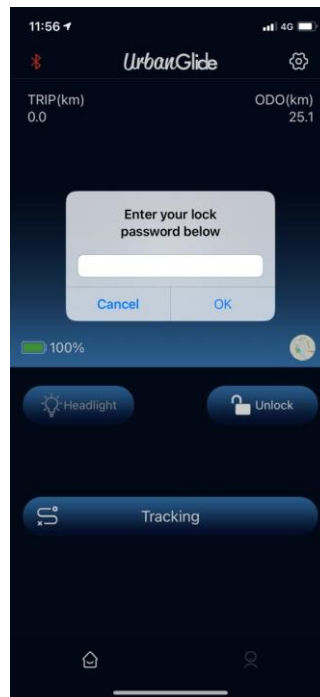 11:56
4G
UrbanGlide
TRIP(km)
ODO(km)
0.0
25.1
Enter your lock
password below
Cancel
OK
100%
Headlight
Unlock
Tracking